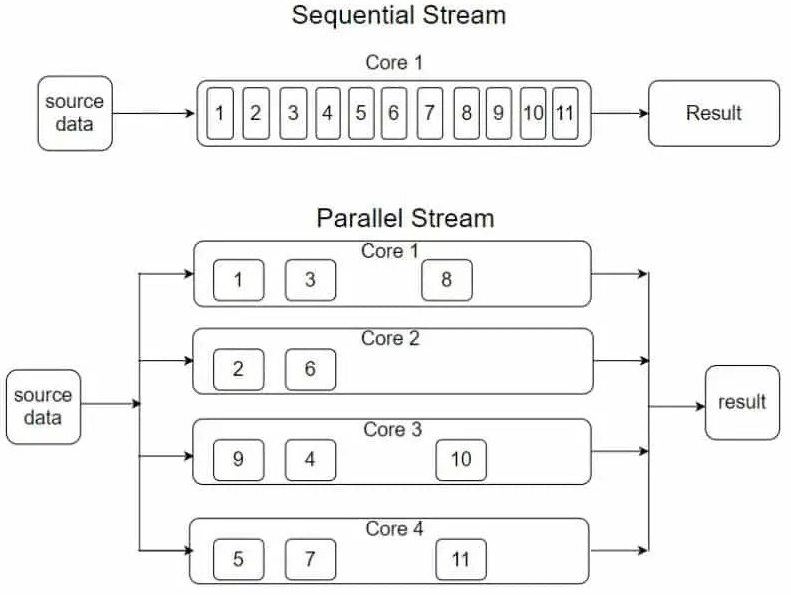 Sequential Stream
Core 1
source
data
1 2 3 4 5 6 7 8 9 10 11
Result
Parallel Stream
source
data
Core 1
1 3 8
Core 2
2 6
Core 3
9 4 10
Core 4
5 7 11
result